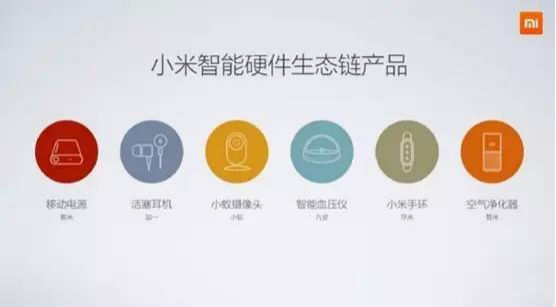 mi
小米智能硬件生态链产品
移动电源
紫米
活塞耳机
加一
小蚁摄像头
小蚁
智能血压仪
九安
小米手环
华米
空气净化器
智米